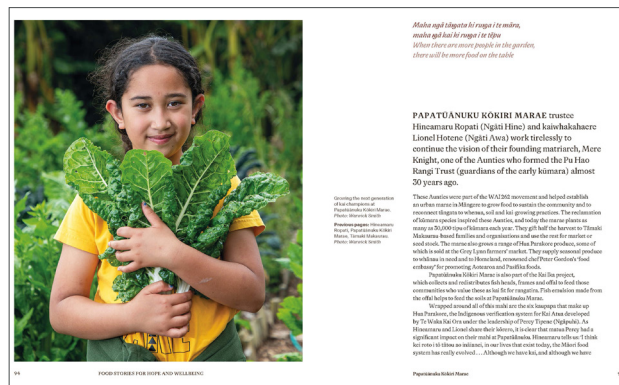 Maha ngā tāngata ki runga i te māra,
maha ngā kai ki runga i te tēpu
When there are more people in the garden,
there will be more food on the table
PAPATŪĀNUKU KŌKIRI MARAE trustee
Hineamaru Ropati (Ngāti Hine) and kaiwhakahaere
Lionel Hotene (Ngāti Awa) work tirelessly to
continue the vision of their founding matriarch, Mere
Knight, one of the Aunties who formed the Pu Hao
Rangi Trust (guardians of the early kūmara) almost
30 years ago.
Growing the next generation
of kai champions at
Papatūānuku Kōkiri Marae.
Photo: Warwick Smith
Previous pages: Hineamaru
Ropati, Papatūānuku Kōkiri
Marae, Tāmaki Makaurau.
Photo: Warwick Smith
These Aunties were part of the WAI 262 movement and helped establish
an urban marae in Māngere to grow food to sustain the community and to
reconnect tāngata to whenua, soil and kai growing practices. The reclamation
of kūmara species inspired these Aunties, and today the marae plants as
many as 30,000 tipu of kūmara each year. They gift half the harvest to Tāmaki
Makaurau-based families and organisations and use the rest for market or
seed stock. The marae also grows a range of Hua Parakore produce, some of
which is sold at the Grey Lynn farmers' market. They supply seasonal produce
to whānau in need and to Homeland, renowned chef Peter Gordon's 'food
embassy' for promoting Aotearoa and Pasifika foods.
Papatūānuku Kōkiri Marae is also part of the Kai Ika project,
which collects and redistributes fish heads, frames and offal to feed those
communities who value these as kai fit for rangatira. Fish emulsion made from
the offal helps to feed the soils at Papatūānuku Marae.
Wrapped around all of this mahi are the six kaupapa that make up
Hua Parakore, the Indigenous verification system for Kai Atua developed
by Te Waka Kai Ora under the leadership of Percy Tipene (Ngāpuhi). As
Hineamaru and Lionel share their kōrero, it is clear that matua Percy had a
significant impact on their mahi at Papatūānuku. Hineamaru tells us: 'I think
kei roto i tō tātou aoināianei, in our lives that exist today, the Māori food
system has really evolved . . . Although we have kai, and although we have
94
FOOD STORIES FOR HOPE AND WELLBEING
Papatūānuku Kōkiri Marae